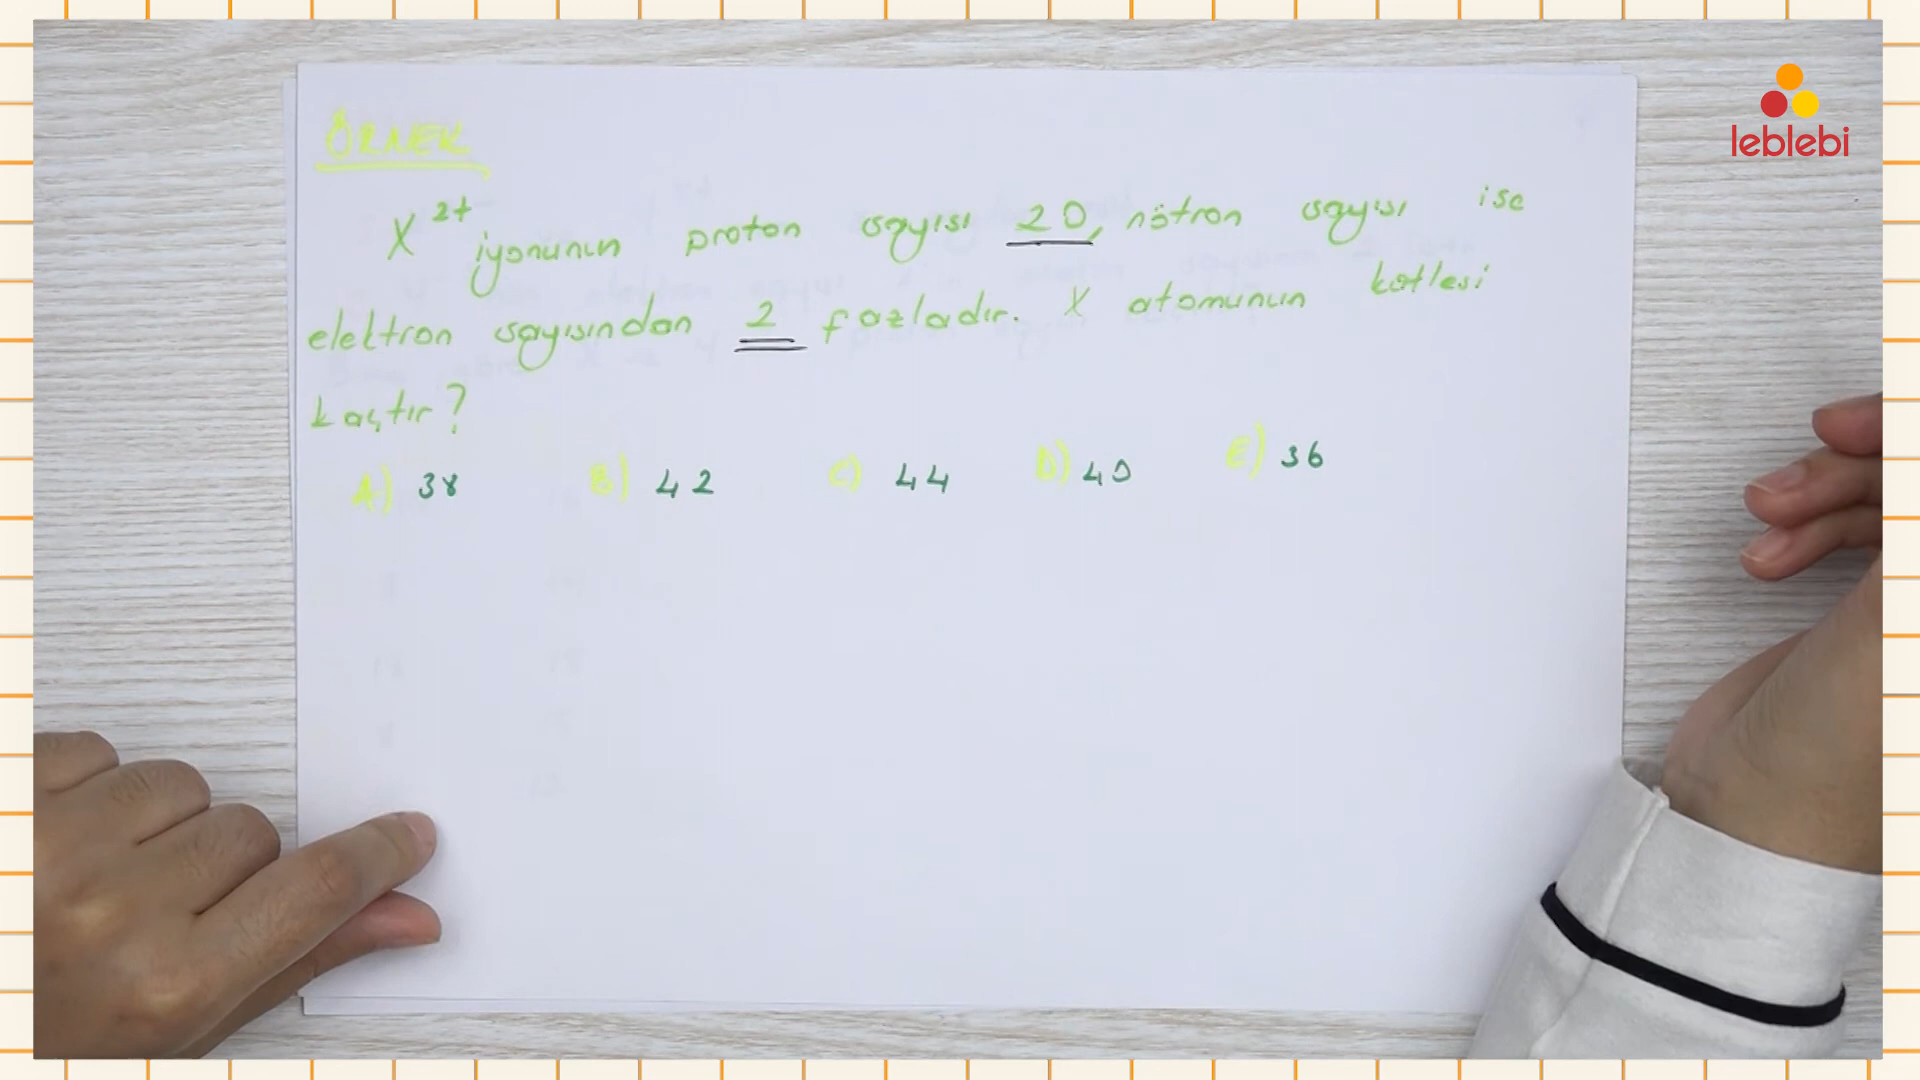 leblebi
ÖRNEK
X²⁺ iyonunun proton sayısı 20, nötron sayısı ise
elektron sayısından 2 fazladır. X atomunun kütlesi
kaçtır?
A) 38 B) 42 C) 44 D) 40 E) 36